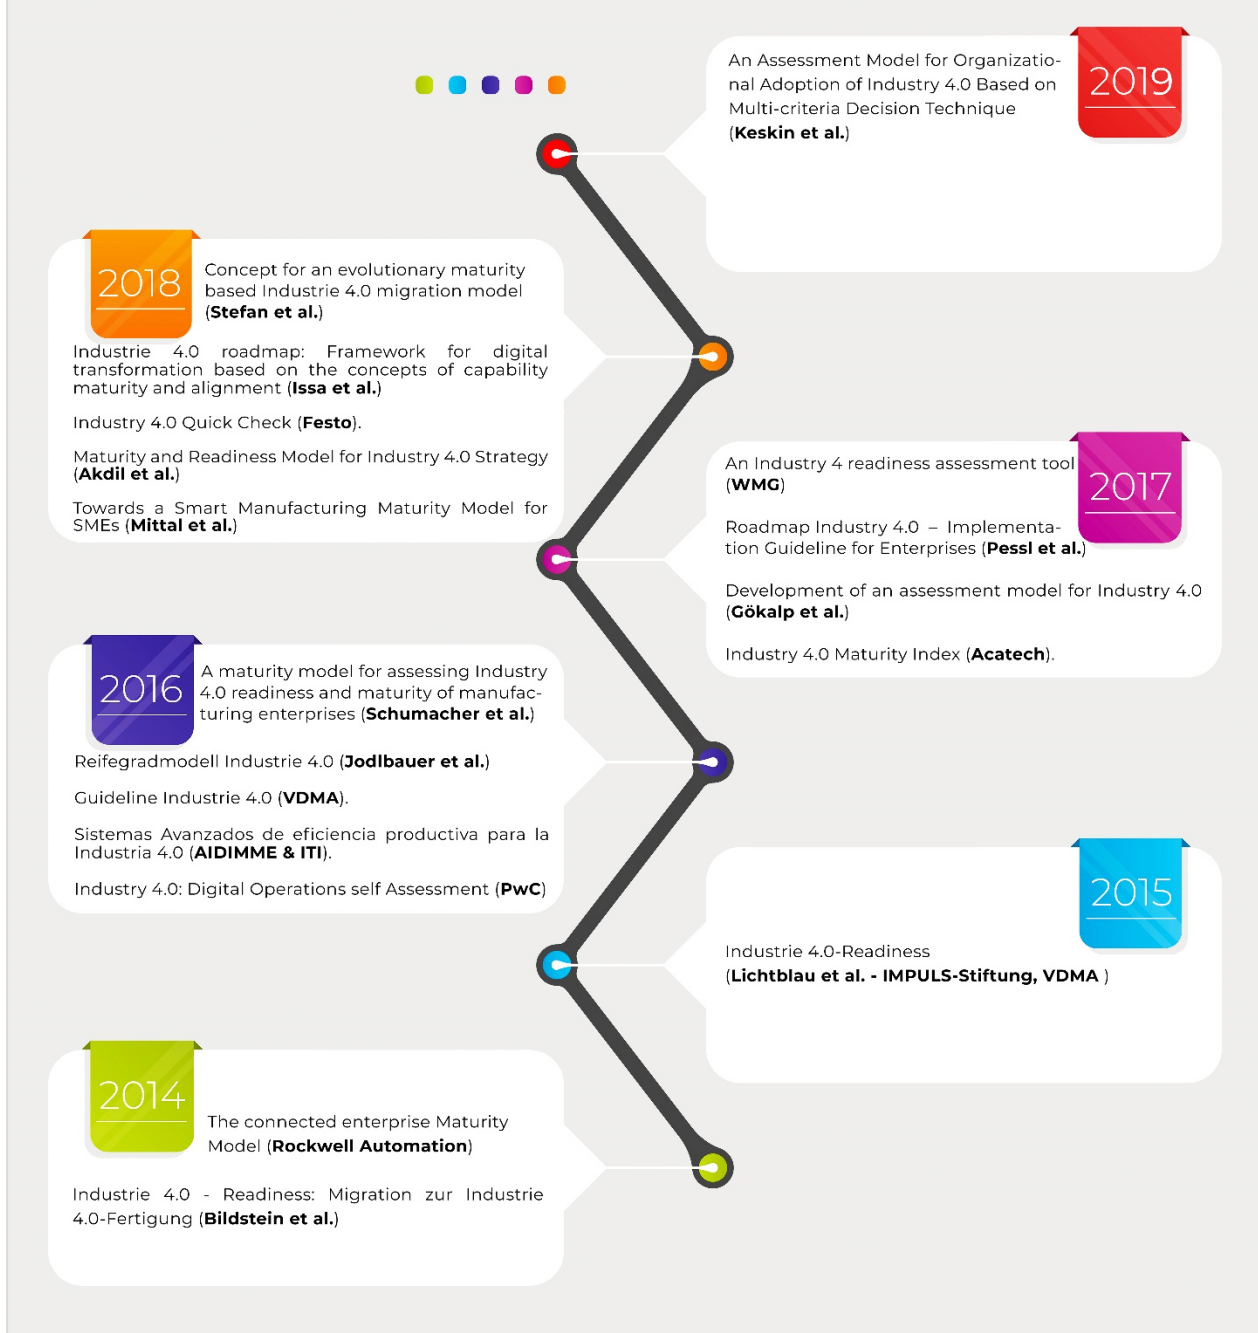 2019
An Assessment Model for Organizatio-
nal Adoption of Industry 4.0 Based on
Multi-criteria Decision Technique
(Keskin et al.)
2018
Concept for an evolutionary maturity
based Industrie 4.0 migration model
(Stefan et al.)
Industrie 4.0 roadmap: Framework for digital
transformation based on the concepts of capability
maturity and alignment (Issa et al.)
Industry 4.0 Quick Check (Festo).
Maturity and Readiness Model for Industry 4.0 Strategy
(Akdil et al.)
Towards a Smart Manufacturing Maturity Model for
SMEs (Mittal et al.)
2017
An Industry 4 readiness assessment tool
(WMG)
Roadmap Industry 4.0 – Implementa-
tion Guideline for Enterprises (Pessl et al.)
Development of an assessment model for Industry 4.0
(Gökalp et al.)
Industry 4.0 Maturity Index (Acatech).
2016
A maturity model for assessing Industry
4.0 readiness and maturity of manufac-
turing enterprises (Schumacher et al.)
Reifegradmodell Industrie 4.0 (Jodlbauer et al.)
Guideline Industrie 4.0 (VDMA).
Sistemas Avanzados de eficiencia productiva para la
Industria 4.0 (AIDIMME & ITI).
Industry 4.0: Digital Operations self Assessment (PwC)
2015
Industrie 4.0-Readiness
(Lichtblau et al. - IMPULS-Stiftung, VDMA )
2014
The connected enterprise Maturity
Model (Rockwell Automation)
Industrie 4.0 - Readiness: Migration zur Industrie
4.0-Fertigung (Bildstein et al.)